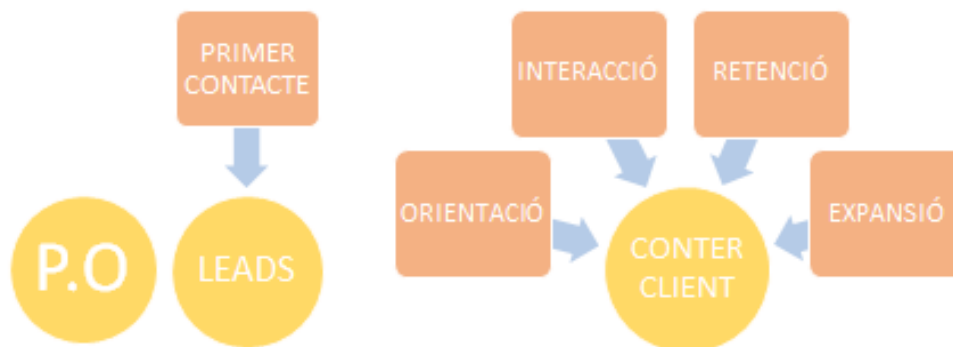 PRIMER
CONTACTE
P.O
LEADS
INTERACCIÓ
RETENCIÓ
ORIENTACIÓ
EXPANSIÓ
CONTER
CLIENT